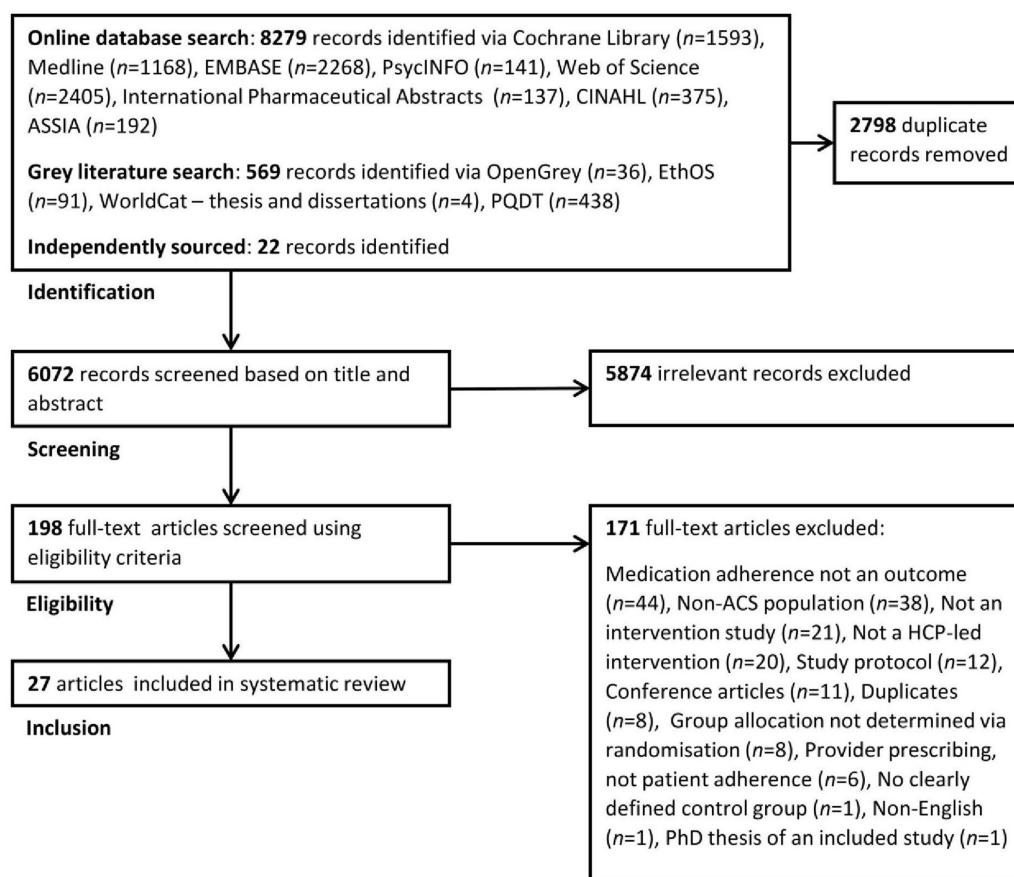 Online database search: 8279 records identified via Cochrane Library (n=1593),
Medline (n=1168), EMBASE (n=2268), PsycINFO (n=141), Web of Science
(n=2405), International Pharmaceutical Abstracts (n=137), CINAHL (n=375),
ASSIA (n=192)
Grey literature search: 569 records identified via OpenGrey (n=36), EthOS
(n=91), WorldCat – thesis and dissertations (n=4), PQDT (n=438)
Independently sourced: 22 records identified
2798 duplicate
records removed
Identification
6072 records screened based on title and
abstract
5874 irrelevant records excluded
Screening
198 full-text articles screened using
eligibility criteria
Eligibility
171 full-text articles excluded:
Medication adherence not an outcome
(n=44), Non-ACS population (n=38), Not an
intervention study (n=21), Not a HCP-led
intervention (n=20), Study protocol (n=12),
Conference articles (n=11), Duplicates
(n=8), Group allocation not determined via
randomisation (n=8), Provider prescribing,
not patient adherence (n=6), No clearly
defined control group (n=1), Non-English
(n=1), PhD thesis of an included study (n=1)
27 articles included in systematic review
Inclusion